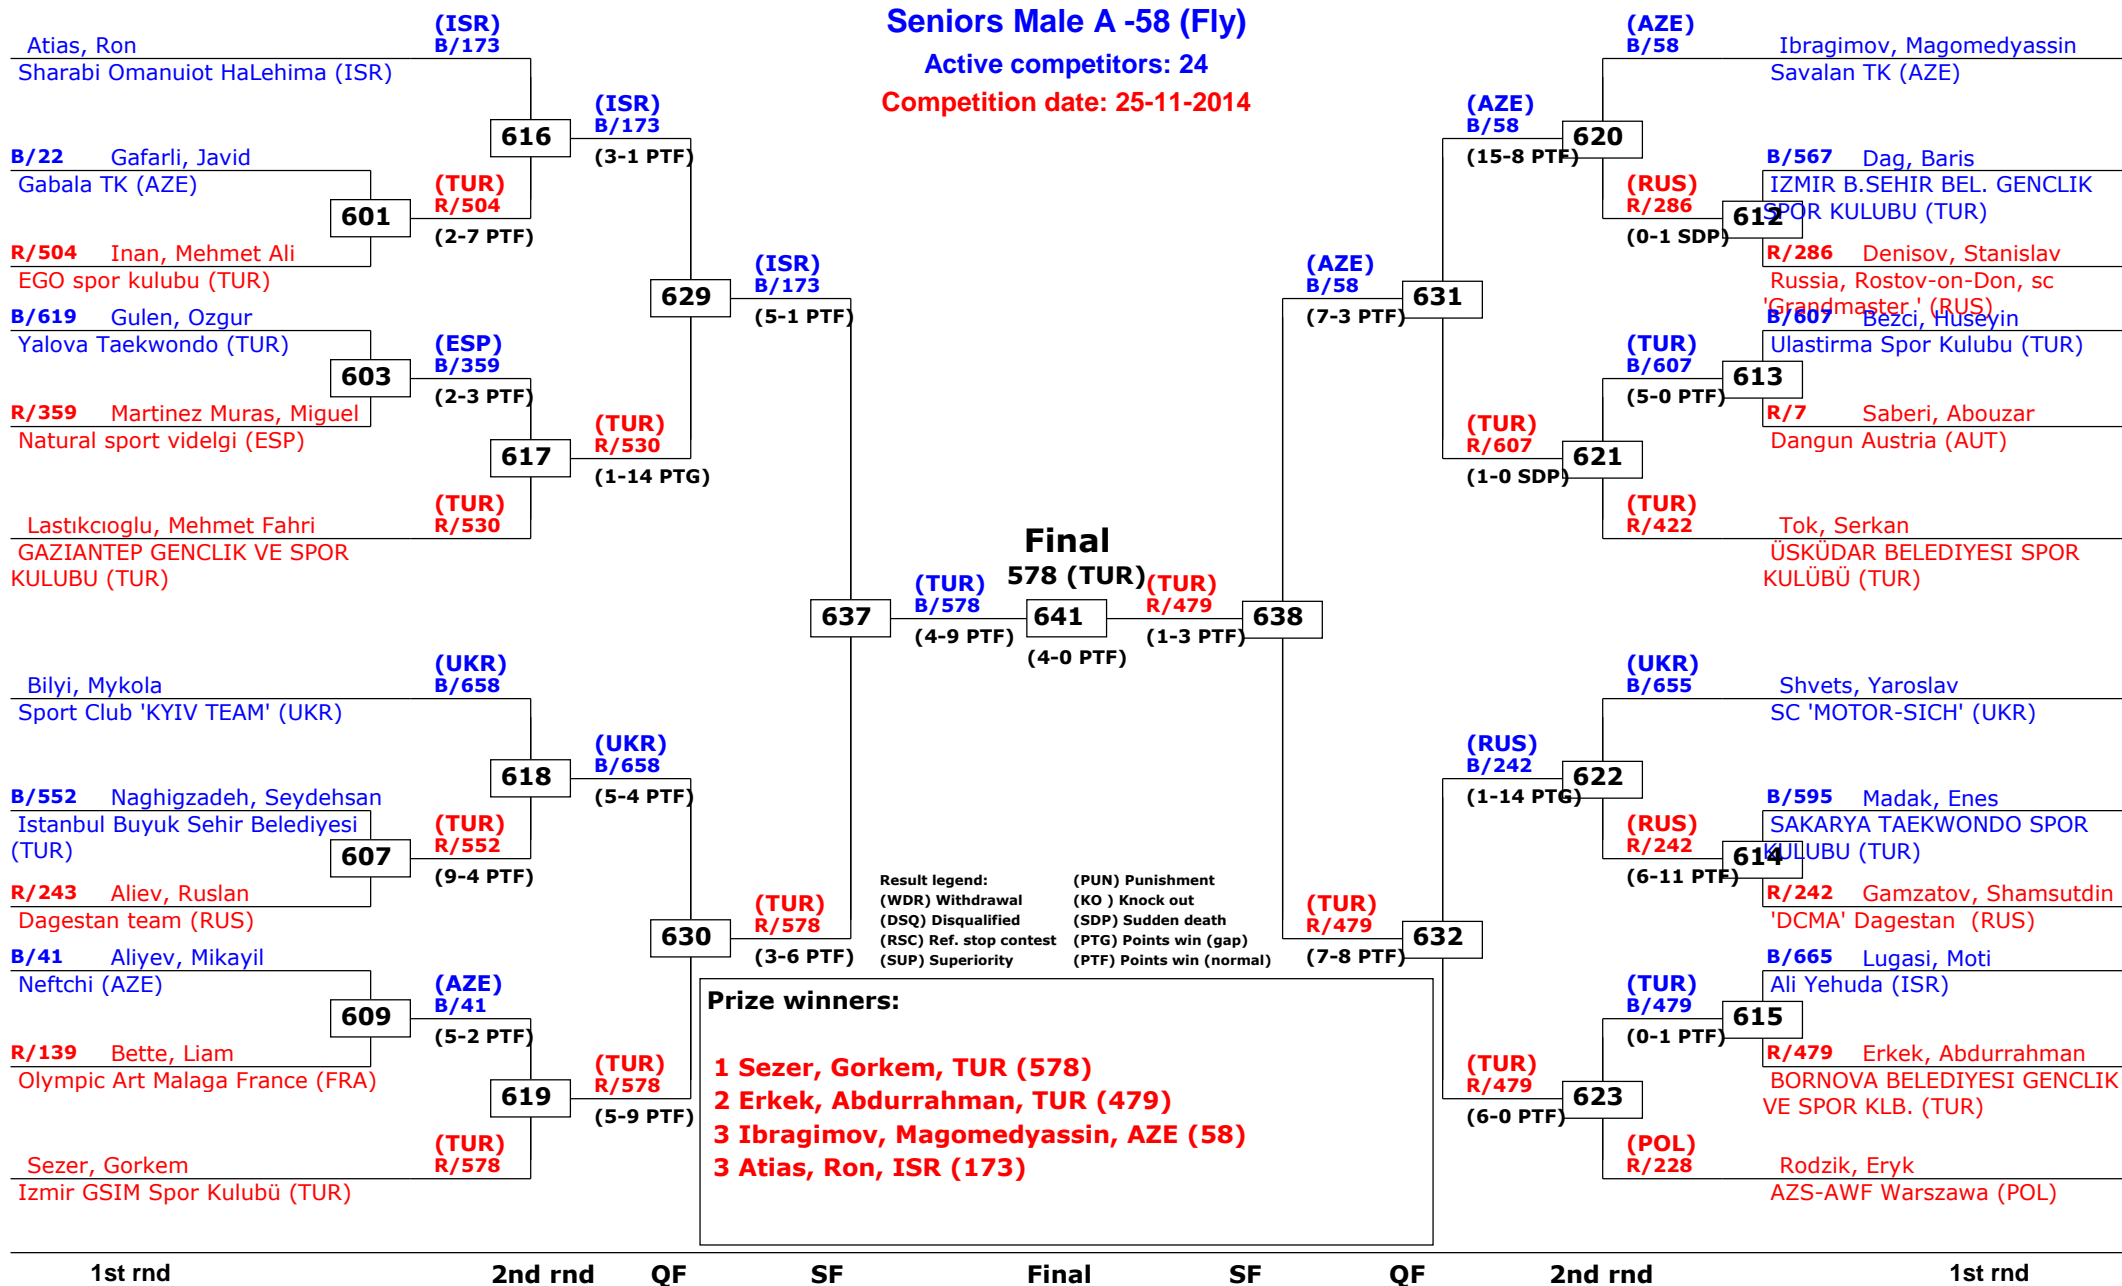 Seniors Male A -58 (Fly)
Active competitors: 24
Competition date: 25-11-2014
(ISR)
B/173
Atias, Ron
Sharabi Omanuiot HaLehima (ISR)
616
(ISR)
B/173
(3-1 PTF)
B/22 Gafarli, Javid
Gabala TK (AZE)
601
(TUR)
R/504
(2-7 PTF)
R/504 Inan, Mehmet Ali
EGO spor kulubu (TUR)
629
(ISR)
B/173
(5-1 PTF)
B/619 Gulen, Ozgur
Yalova Taekwondo (TUR)
603
(ESP)
B/359
(2-3 PTF)
R/359 Martinez Muras, Miguel
Natural sport videlgi (ESP)
617
(TUR)
R/530
(1-14 PTG)
(TUR)
R/530
Lastıkcıoglu, Mehmet Fahri
GAZIANTEP GENCLIK VE SPOR
KULUBU (TUR)
637
(TUR)
B/578
(4-9 PTF)
Final
578 (TUR)
641
(4-0 PTF)
(TUR)
R/479
(1-3 PTF)
638
(UKR)
B/658
Bilyi, Mykola
Sport Club 'KYIV TEAM' (UKR)
618
(UKR)
B/658
(5-4 PTF)
B/552 Naghigzadeh, Seydehsan
Istanbul Buyuk Sehir Belediyesi
(TUR)
607
(TUR)
R/552
(9-4 PTF)
R/243 Aliev, Ruslan
Dagestan team (RUS)
630
(TUR)
R/578
(3-6 PTF)
B/41 Aliyev, Mikayil
Neftchi (AZE)
609
(AZE)
B/41
(5-2 PTF)
R/139 Bette, Liam
Olympic Art Malaga France (FRA)
619
(TUR)
R/578
(5-9 PTF)
(TUR)
R/578
Sezer, Gorkem
Izmir GSIM Spor Kulubü (TUR)
(AZE)
B/58
Ibragimov, Magomedyassin
Savalan TK (AZE)
(AZE)
B/58
620
(15-8 PTF)
B/567 Dag, Baris
IZMIR B.SEHIR BEL. GENCLIK
SPOR KULUBU (TUR)
(RUS)
R/286
612
(0-1 SDP)
R/286 Denisov, Stanislav
Russia, Rostov-on-Don, sc
'Grandmaster ' (RUS)
(AZE)
B/58
631
(7-3 PTF)
B/607 Bezci, Huseyin
Ulastirma Spor Kulubu (TUR)
(TUR)
B/607
613
(5-0 PTF)
R/7 Saberi, Abouzar
Dangun Austria (AUT)
(TUR)
R/607
621
(1-0 SDP)
(TUR)
R/422
Tok, Serkan
ÜSKÜDAR BELEDIYESI SPOR
KULÜBÜ (TUR)
(UKR)
B/655
Shvets, Yaroslav
SC 'MOTOR-SICH' (UKR)
(RUS)
B/242
622
(1-14 PTG)
B/595 Madak, Enes
SAKARYA TAEKWONDO SPOR
KULUBU (TUR)
(RUS)
R/242
614
(6-11 PTF)
R/242 Gamzatov, Shamsutdin
'DCMA' Dagestan (RUS)
(TUR)
R/479
632
(7-8 PTF)
B/665 Lugasi, Moti
Ali Yehuda (ISR)
(TUR)
B/479
615
(0-1 PTF)
R/479 Erkek, Abdurrahman
BORNOVA BELEDIYESI GENCLIK
VE SPOR KLB. (TUR)
(TUR)
R/479
623
(6-0 PTF)
(POL)
R/228
Rodzik, Eryk
AZS-AWF Warszawa (POL)
Result legend:
(WDR) Withdrawal
(DSQ) Disqualified
(RSC) Ref. stop contest
(SUP) Superiority
(PUN) Punishment
(KO ) Knock out
(SDP) Sudden death
(PTG) Points win (gap)
(PTF) Points win (normal)
Prize winners:
1 Sezer, Gorkem, TUR (578)
2 Erkek, Abdurrahman, TUR (479)
3 Ibragimov, Magomedyassin, AZE (58)
3 Atias, Ron, ISR (173)
1st rnd 2nd rnd QF SF Final SF QF 2nd rnd 1st rnd